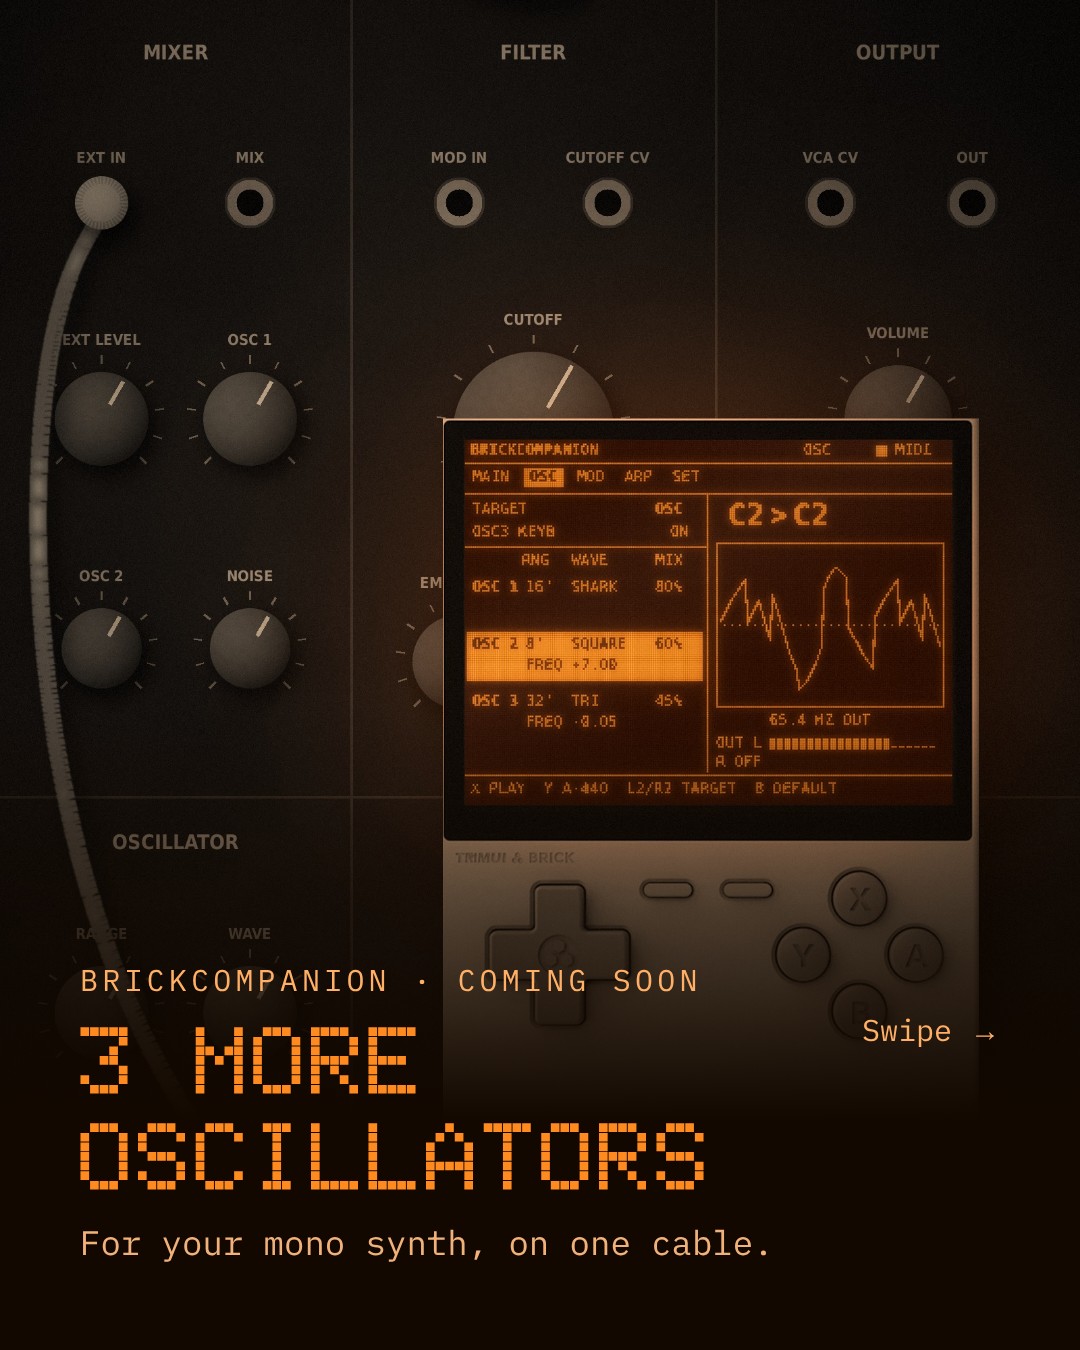 MIXER
FILTER
OUTPUT
EXT IN
MIX
MOD IN
CUTOFF CV
VCA CV
OUT
CUTOFF
VOLUME
EXT LEVEL
OSC 1
OSC 2
NOISE
EM
BRICKCOMPANION OSC MIDI
MAIN OSC MOD ARP SET
TARGET OSC
OSC3 KEYB ON
C2>C2
ANG WAVE MIX
OSC 1 16' SHARK 80%
OSC 2 8' SQUARE 60%
FREQ +7.00
OSC 3 32' TRI 45%
FREQ -0.05
65.4 HZ OUT
OUT L
A OFF
X PLAY Y A-440 L2/R2 TARGET B DEFAULT
TRIMUI & BRICK
X
Y
A
B
OSCILLATOR
RANGE
WAVE
BRICKCOMPANION · COMING SOON
3 MORE
OSCILLATORS
Swipe →
For your mono synth, on one cable.